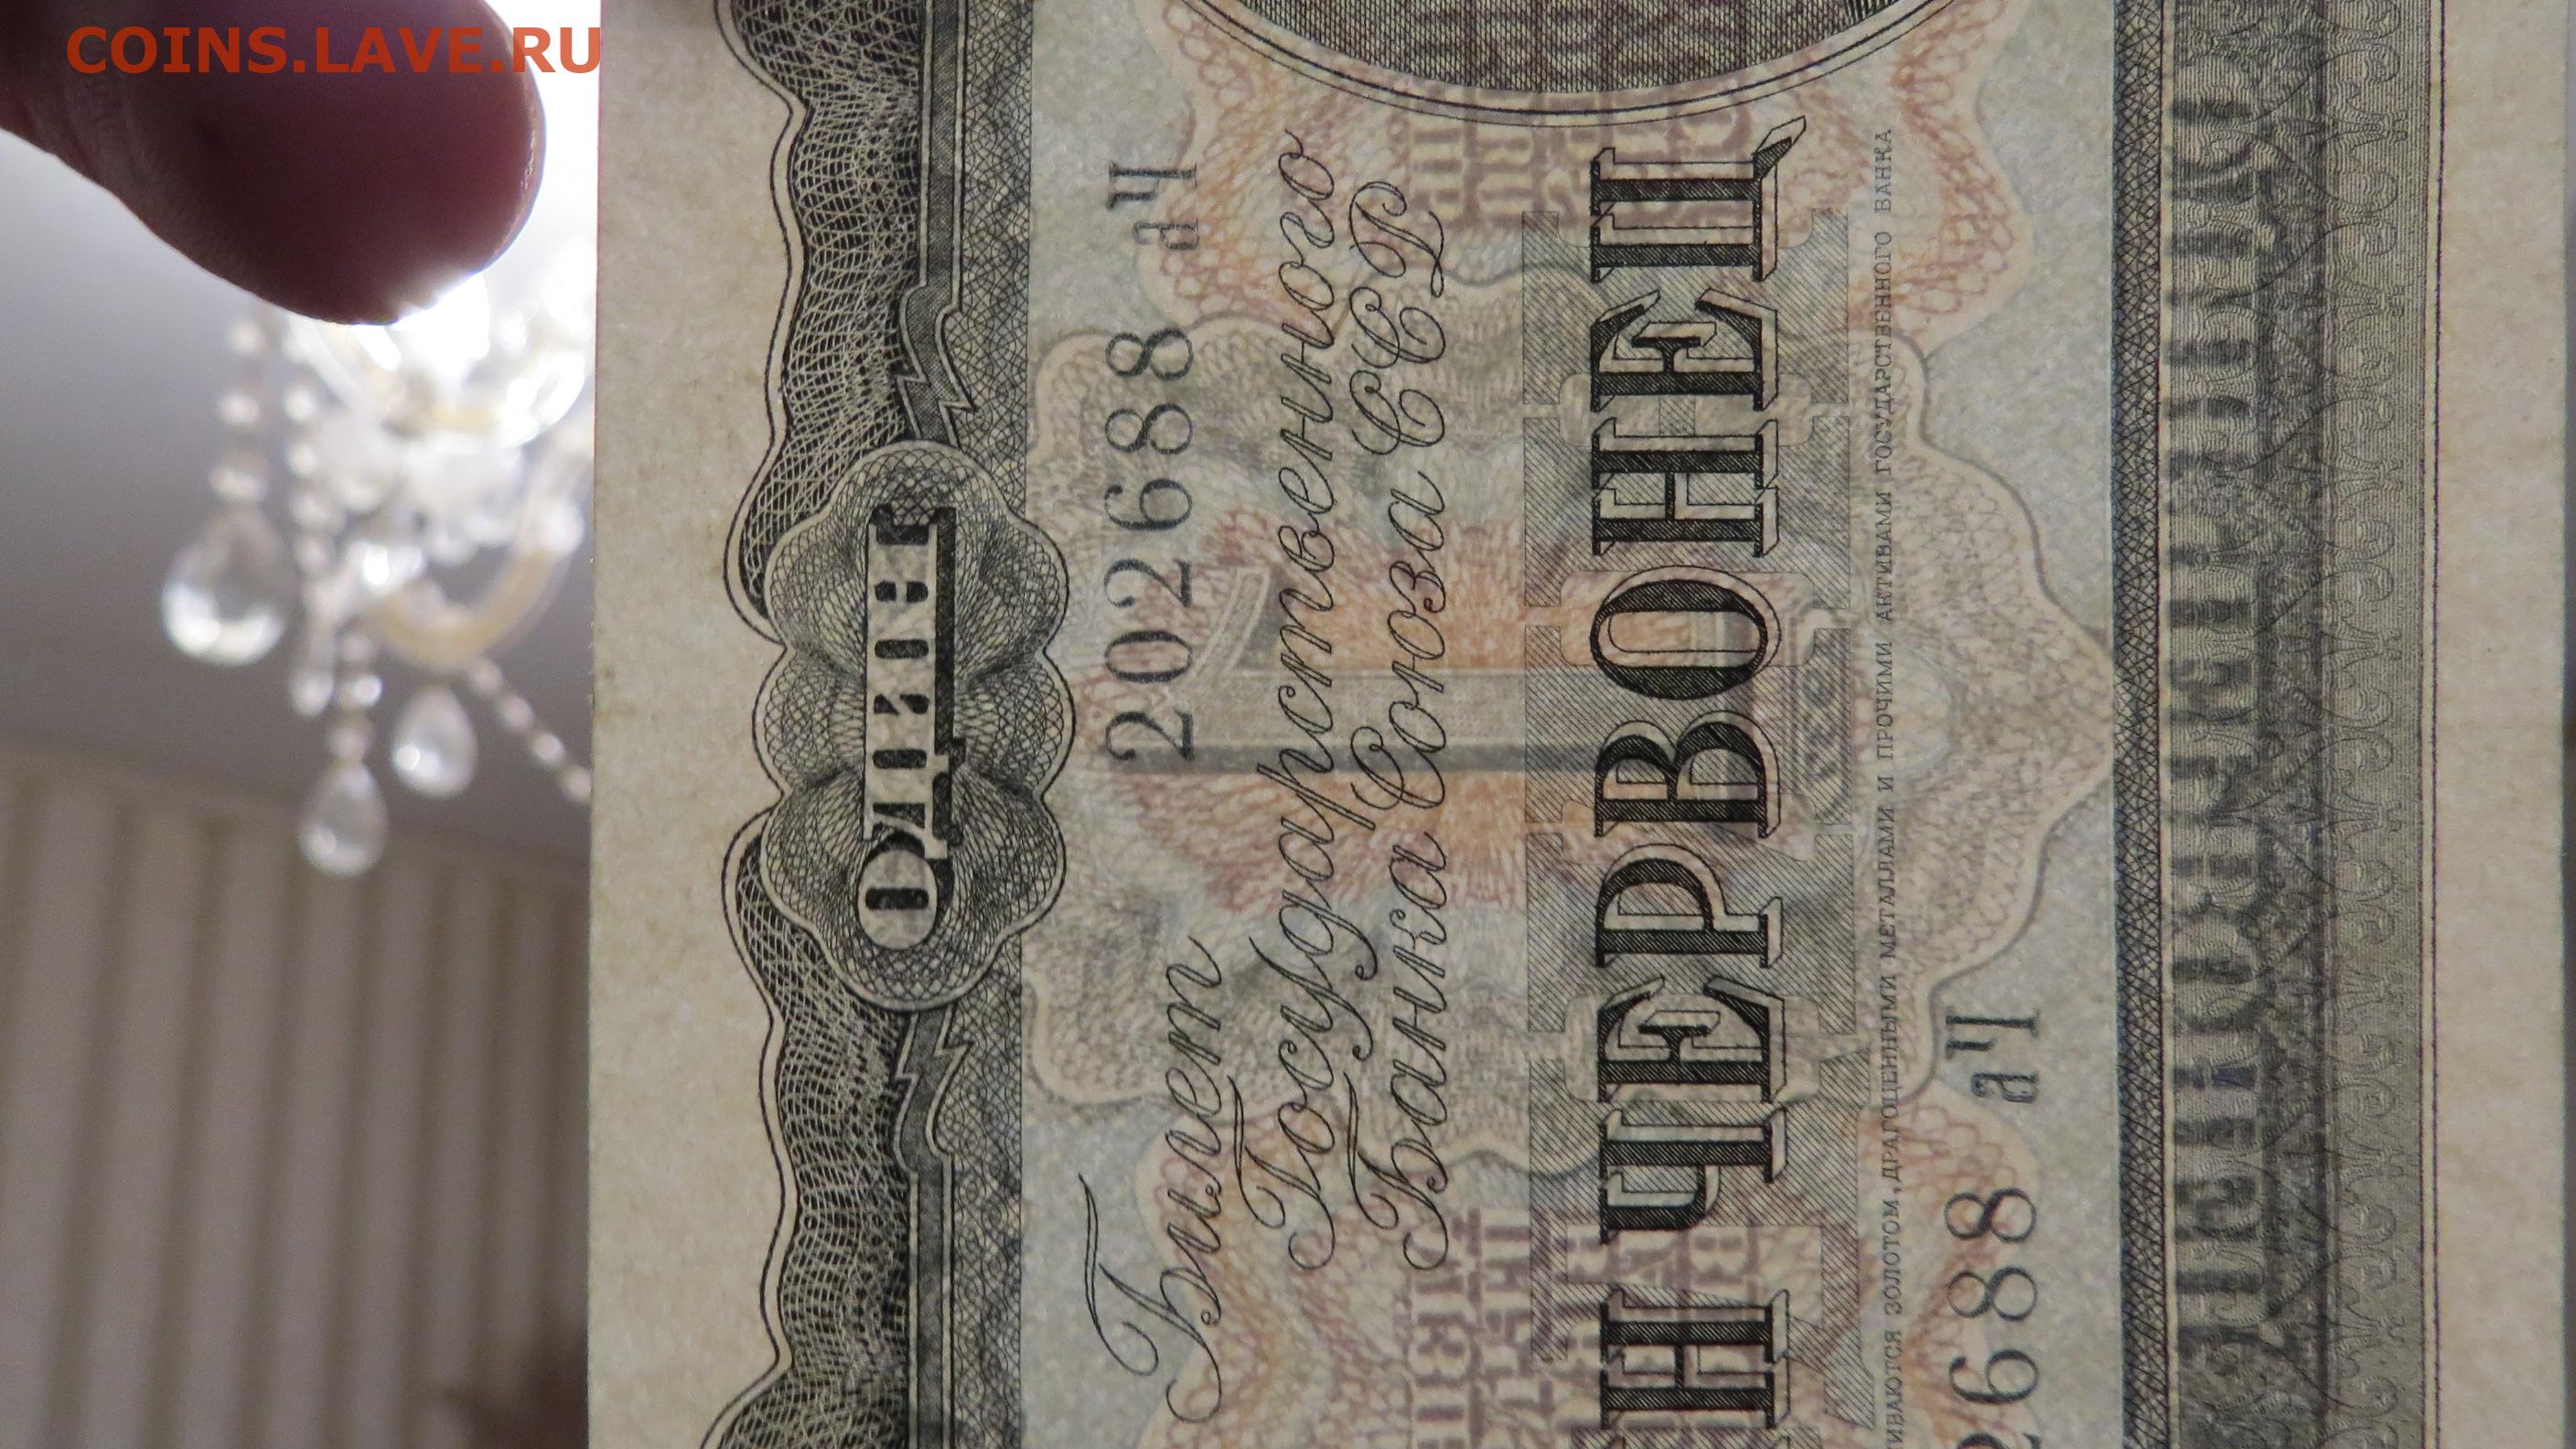 COINS.LAVE.RU
ОДИН
202688 аЧ
Билет
Государственного
Банка Союза ССР
Н ЧЕРВОНЕЦ
ИВАЮТСЯ ЗОЛОТОМ, ДРАГОЦЕННЫМИ МЕТАЛЛАМИ И ПРОЧИМИ АКТИВАМИ ГОСУДАРСТВЕННОГО БАНКА
2688 аЧ